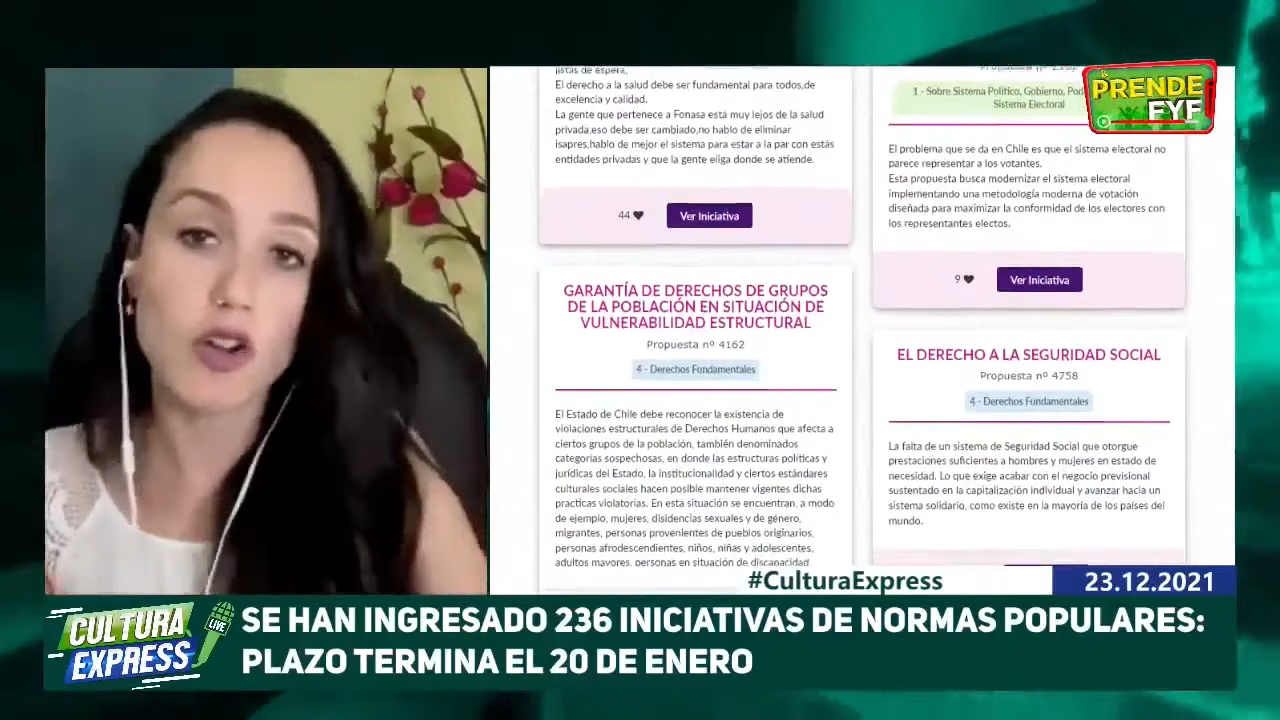 listas de espera,
El derecho a la salud debe ser fundamental para todos,de
excelencia y calidad.
La gente que pertenece a Fonasa está muy lejos de la salud
privada,eso debe ser cambiado,no hablo de eliminar
isapres,hablo de mejor el sistema para estar a la par con estás
entidades privadas y que la gente eliga donde se atiende.
44
Ver Iniciativa
GARANTÍA DE DERECHOS DE GRUPOS
DE LA POBLACIÓN EN SITUACIÓN DE
VULNERABILIDAD ESTRUCTURAL
Propuesta nº 4162
4 - Derechos Fundamentales
El Estado de Chile debe reconocer la existencia de
violaciones estructurales de Derechos Humanos que afecta a
ciertos grupos de la población, también denominados
categorías sospechosas, en donde las estructuras políticas y
jurídicas del Estado, la institucionalidad y ciertos estándares
culturales sociales hacen posible mantener vigentes dichas
practicas violatorias. En esta situación se encuentran, a modo
de ejemplo, mujeres, disidencias sexuales y de género,
migrantes, personas provenientes de pueblos originarios,
personas afrodescendientes, niños, niñas y adolescentes,
adultos mayores, personas en situación de discapacidad
1 - Sobre Sistema Político, Gobierno,
Sistema Electoral
El problema que se da en Chile es que el sistema electoral no
parece representar a los votantes.
Esta propuesta busca modernizar el sistema electoral
implementando una metodología moderna de votación
diseñada para maximizar la conformidad de los electores con
los representantes electos.
9
Ver Iniciativa
EL DERECHO A LA SEGURIDAD SOCIAL
Propuesta nº 4758
4 - Derechos Fundamentales
La falta de un sistema de Seguridad Social que otorgue
prestaciones suficientes a hombres y mujeres en estado de
necesidad. Lo que exige acabar con el negocio previsional
sustentado en la capitalización individual y avanzar hacia un
sistema solidario, como existe en la mayoría de los países del
mundo.
PRENDE
FYF
#CulturaExpress
23.12.2021
CULTURA
EXPRESS
LIVE
SE HAN INGRESADO 236 INICIATIVAS DE NORMAS POPULARES:
PLAZO TERMINA EL 20 DE ENERO